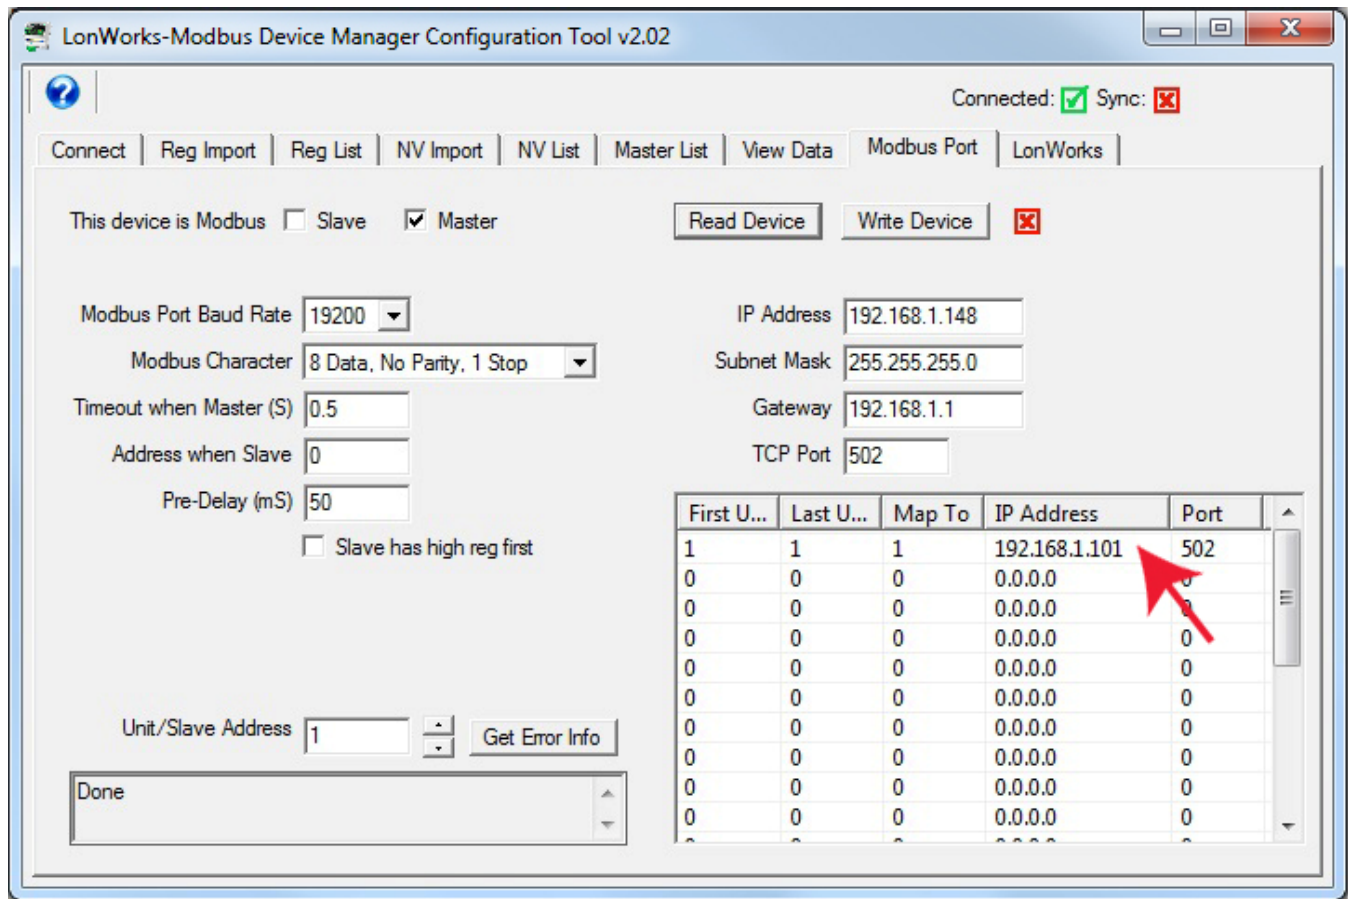 LonWorks-Modbus Device Manager Configuration Tool v2.02
Connected: Sync:
Connect Reg Import Reg List NV Import NV List Master List View Data Modbus Port LonWorks
This device is Modbus Slave Master
Read Device Write Device
Modbus Port Baud Rate 19200
Modbus Character 8 Data, No Parity, 1 Stop
Timeout when Master (S) 0.5
Address when Slave 0
Pre-Delay (mS) 50
Slave has high reg first
IP Address 192.168.1.148
Subnet Mask 255.255.255.0
Gateway 192.168.1.1
TCP Port 502
First U... Last U... Map To IP Address Port
1 1 1 192.168.1.101 502
0 0 0 0.0.0.0 0
0 0 0 0.0.0.0 0
0 0 0 0.0.0.0 0
0 0 0 0.0.0.0 0
0 0 0 0.0.0.0 0
0 0 0 0.0.0.0 0
0 0 0 0.0.0.0 0
0 0 0 0.0.0.0 0
0 0 0 0.0.0.0 0
Unit/Slave Address 1 Get Error Info
Done